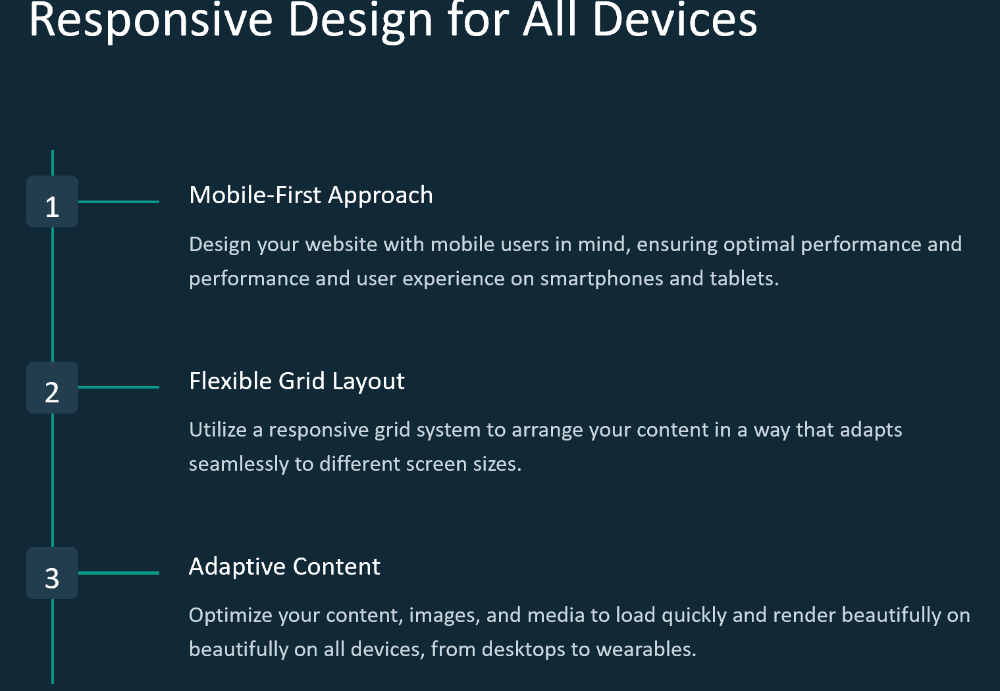 Responsive Design for All Devices
1
Mobile-First Approach
Design your website with mobile users in mind, ensuring optimal performance and
performance and user experience on smartphones and tablets.
2
Flexible Grid Layout
Utilize a responsive grid system to arrange your content in a way that adapts
seamlessly to different screen sizes.
3
Adaptive Content
Optimize your content, images, and media to load quickly and render beautifully on
beautifully on all devices, from desktops to wearables.